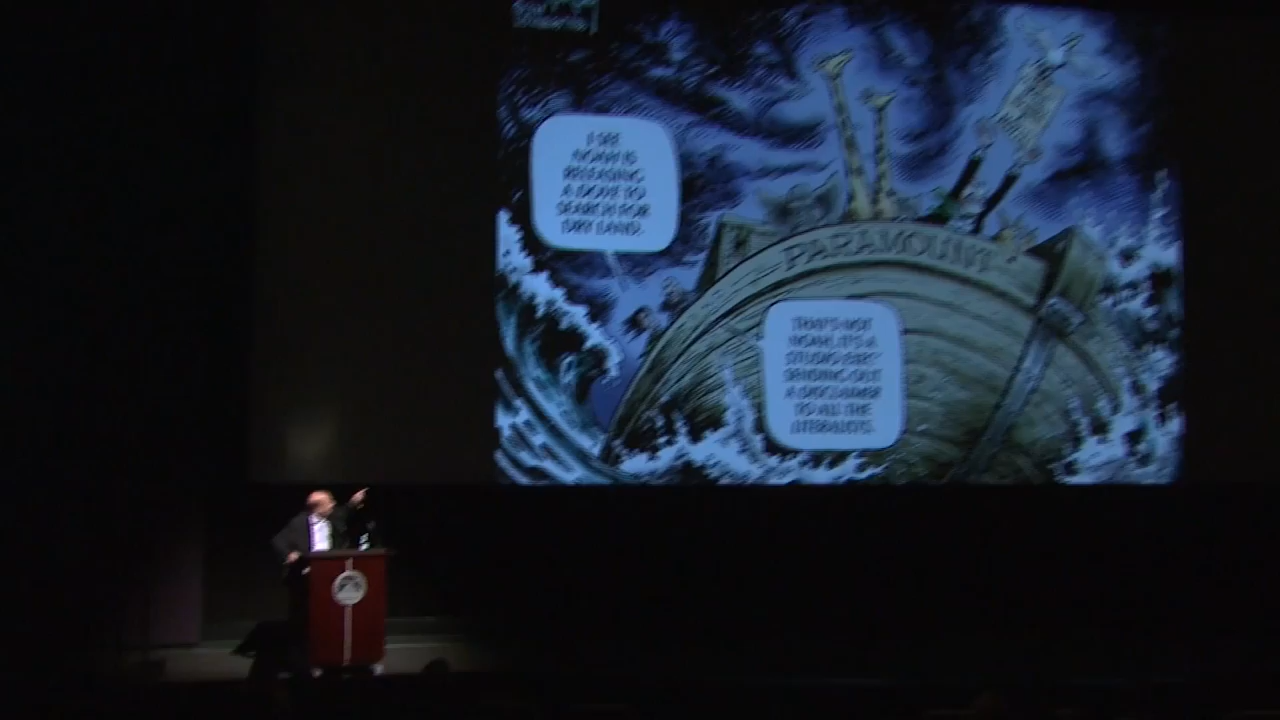 I SEE
NOAH IS
RELEASING
A DOVE TO
SEARCH FOR
DRY LAND.
PARAMOUNT
THAT'S NOT
NOAH. IT'S A
STUDIO EXEC
SENDING OUT
A DISCLAIMER
TO ALL THE
LITERALISTS.